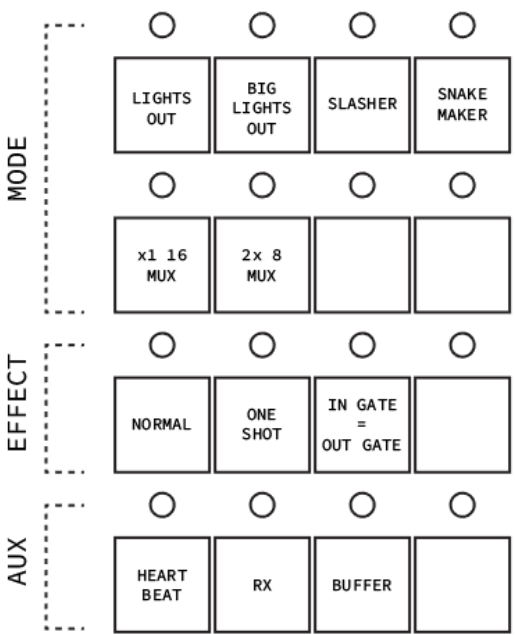 MODE
LIGHTS
OUT
BIG
LIGHTS
OUT
SLASHER
SNAKE
MAKER
x1 16
MUX
2x 8
MUX
EFFECT
NORMAL
ONE
SHOT
IN GATE
=
OUT GATE
AUX
HEART
BEAT
RX
BUFFER